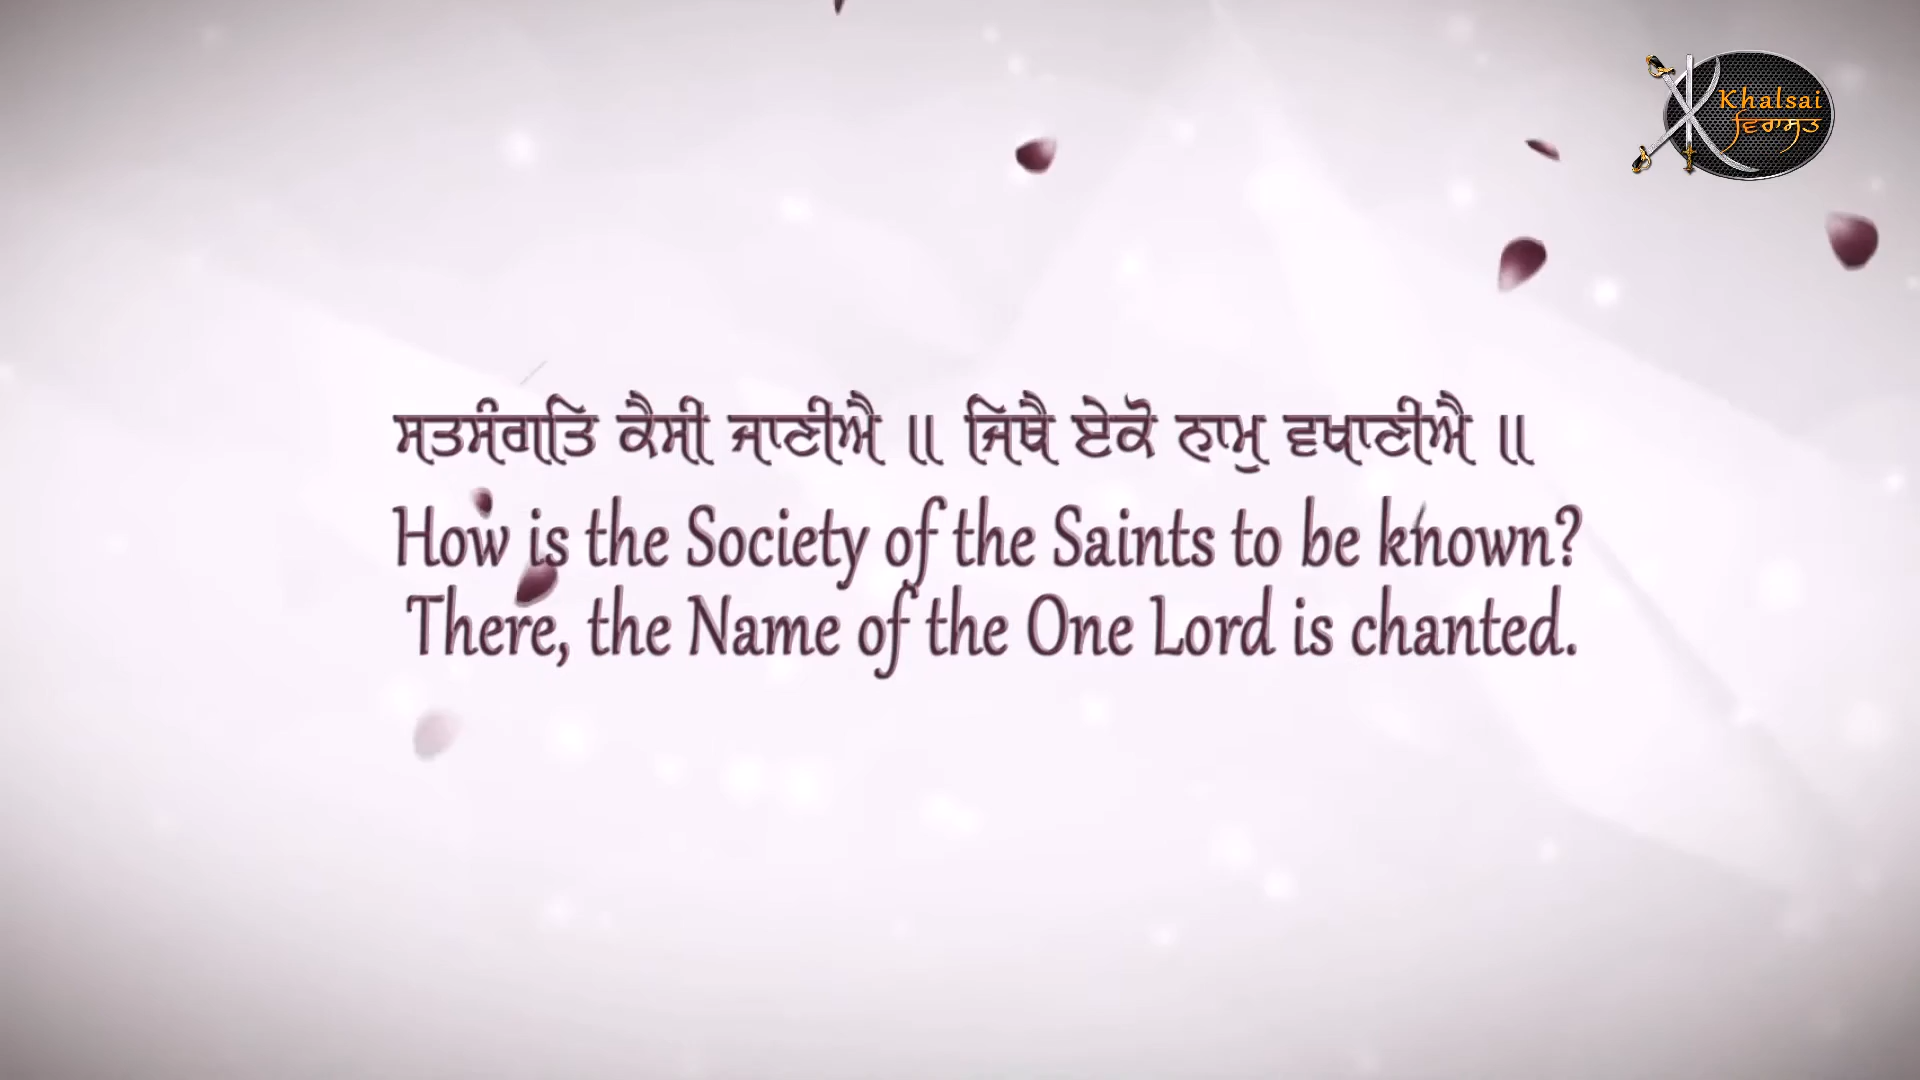 Khalsai
ਵਿਰਾਸਤ
ਸਤਸੰਗਤਿ ਕੈਸੀ ਜਾਣੀਐ ॥ ਜਿਥੈ ਏਕੋ ਨਾਮੁ ਵਖਾਣੀਐ ॥
How is the Society of the Saints to be known?
There, the Name of the One Lord is chanted.